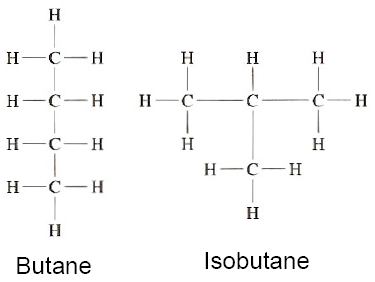 H
H—C—H
H—C—H
H—C—H
H—C—H
H
Butane
H H H
H—C—C—C—H
H H
H—C—H
H
Isobutane